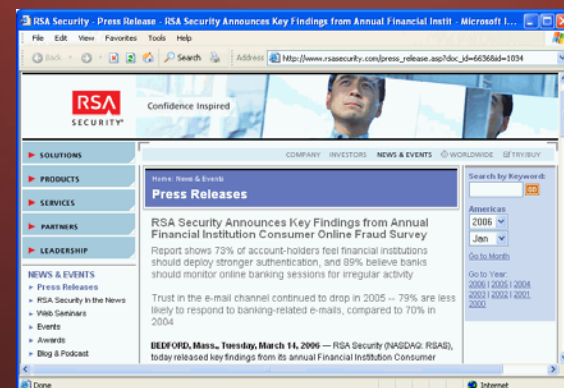 RSA Security - Press Release - RSA Security Announces Key Findings from Annual Financial Instit - Microsoft I...
File Edit View Favorites Tools Help
Back Search Address http://www.rsasecurity.com/press_release.asp?doc_id=6636&id=1034
RSA
SECURITY
Confidence Inspired
COMPANY INVESTORS NEWS & EVENTS WORLDWIDE TRY/BUY
SOLUTIONS
PRODUCTS
SERVICES
PARTNERS
LEADERSHIP
NEWS & EVENTS
Press Releases
RSA Security In the News
Web Seminars
Events
Awards
Blog & Podcast
Home: News & Events
Press Releases
RSA Security Announces Key Findings from Annual
Financial Institution Consumer Online Fraud Survey
Report shows 73% of account-holders feel financial institutions
should deploy stronger authentication, and 89% believe banks
should monitor online banking sessions for irregular activity
Trust in the e-mail channel continued to drop in 2005 -- 79% are less
likely to respond to banking-related e-mails, compared to 70% in
2004
BEDFORD, Mass., Tuesday, March 14, 2006 — RSA Security (NASDAQ: RSAS),
today released key findings from its annual Financial Institution Consumer
Search by Keyword:
GO
Americas
2006
Jan
Go to Month
Go to Year:
2006 | 2005 | 2004
2003 | 2002 | 2001
2000
Done
Internet